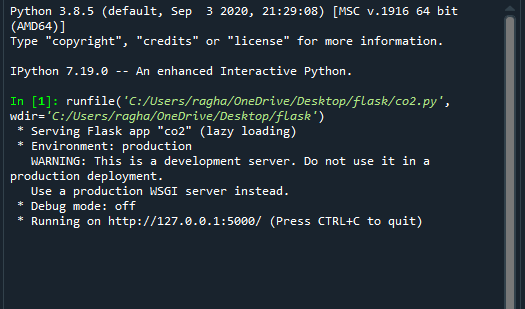 Python 3.8.5 (default, Sep  3 2020, 21:29:08) [MSC v.1916 64 bit
(AMD64)]
Type "copyright", "credits" or "license" for more information.
IPython 7.19.0 -- An enhanced Interactive Python.
In [1]: runfile('C:/Users/ragha/OneDrive/Desktop/flask/co2.py',
wdir='C:/Users/ragha/OneDrive/Desktop/flask')
* Serving Flask app "co2" (lazy loading)
* Environment: production
WARNING: This is a development server. Do not use it in a
production deployment.
Use a production WSGI server instead.
* Debug mode: off
* Running on http://127.0.0.1:5000/ (Press CTRL+C to quit)